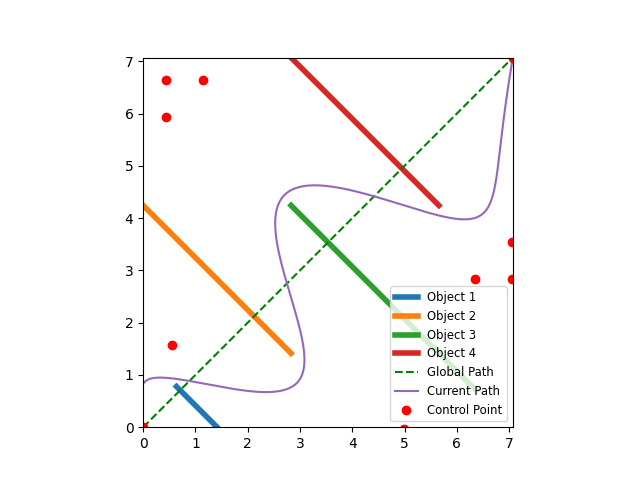 7
6
5
4
3
2
1
0
Object 1
Object 2
Object 3
Object 4
Global Path
Current Path
Control Point
0 1 2 3 4 5 6 7